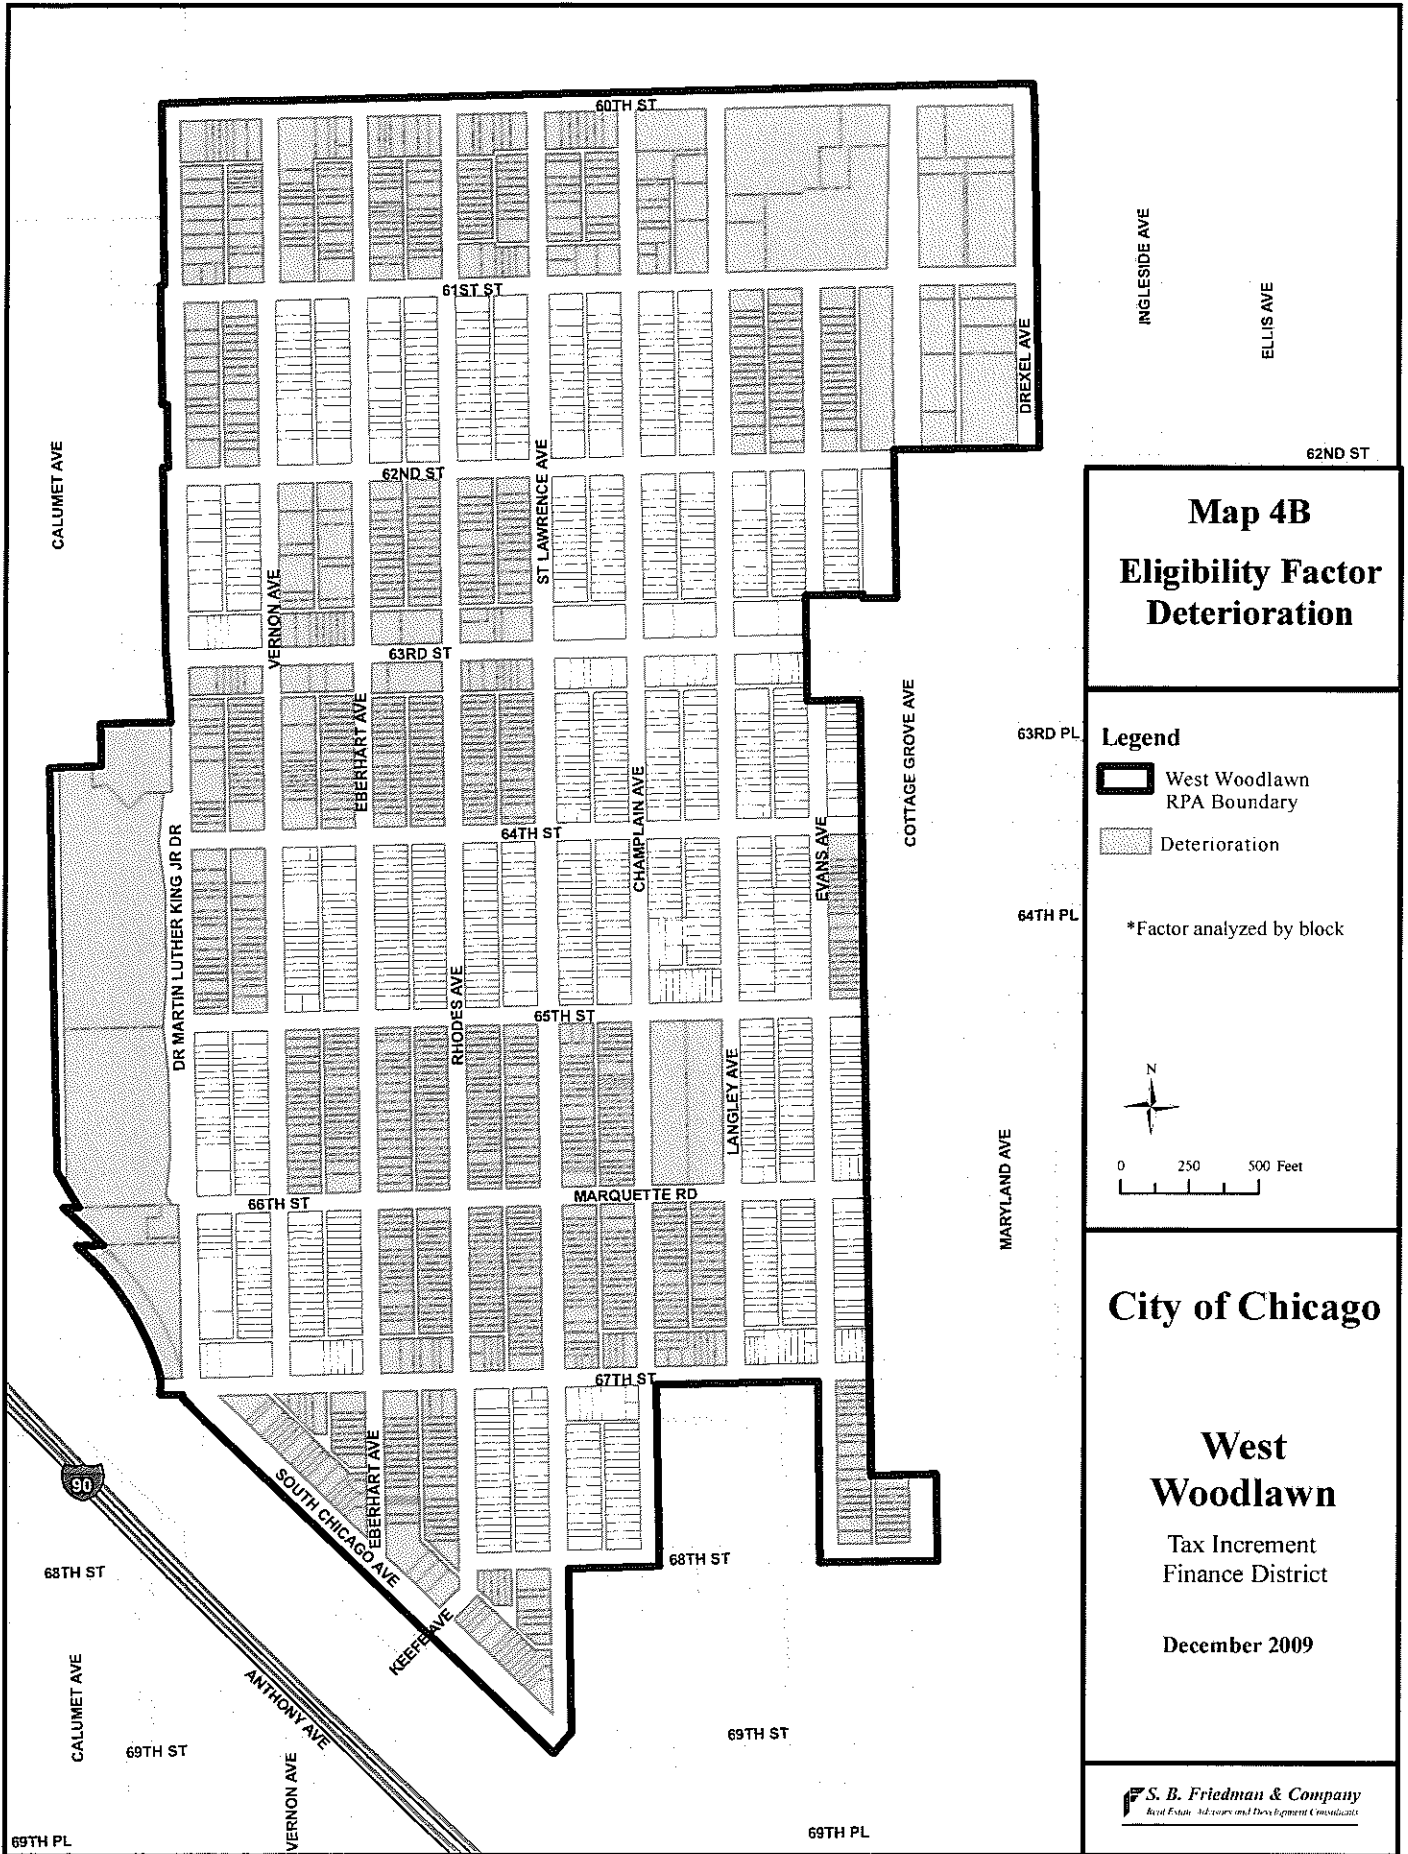 60TH ST
61ST ST
62ND ST
62ND ST
63RD ST
63RD PL
64TH ST
64TH PL
65TH ST
66TH ST
MARQUETTE RD
67TH ST
68TH ST
68TH ST
69TH ST
69TH ST
69TH PL
69TH PL
CALUMET AVE
CALUMET AVE
DR MARTIN LUTHER KING JR DR
VERNON AVE
VERNON AVE
EBERHART AVE
EBERHART AVE
RHODES AVE
ST LAWRENCE AVE
CHAMPLAIN AVE
LANGLEY AVE
EVANS AVE
COTTAGE GROVE AVE
MARYLAND AVE
DREXEL AVE
INGLESIDE AVE
ELLIS AVE
SOUTH CHICAGO AVE
KEEFE AVE
ANTHONY AVE
90
Map 4B
Eligibility Factor
Deterioration
Legend
West Woodlawn
RPA Boundary
Deterioration
*Factor analyzed by block
N
0 250 500 Feet
City of Chicago
West
Woodlawn
Tax Increment
Finance District
December 2009
S. B. Friedman & Company
Real Estate Advisors and Development Consultants